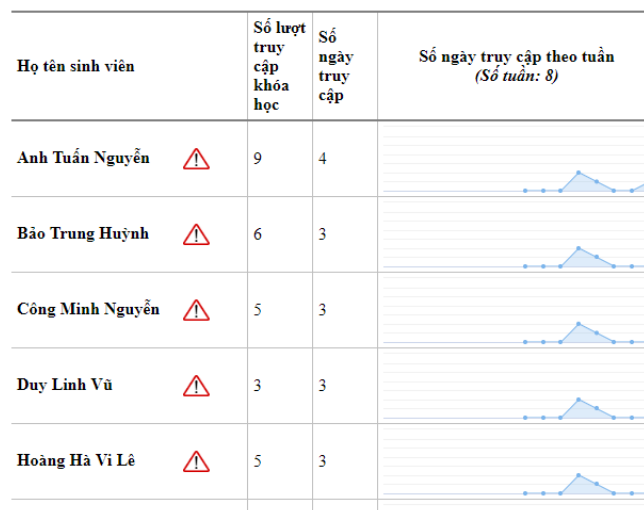 Họ tên sinh viên
Số lượt
truy
cập
khóa
học
Số
ngày
truy
cập
Số ngày truy cập theo tuần
(Số tuần: 8)
Anh Tuấn Nguyễn 9 4
Bảo Trung Huỳnh 6 3
Công Minh Nguyễn 5 3
Duy Linh Vũ 3 3
Hoàng Hà Vi Lê 5 3